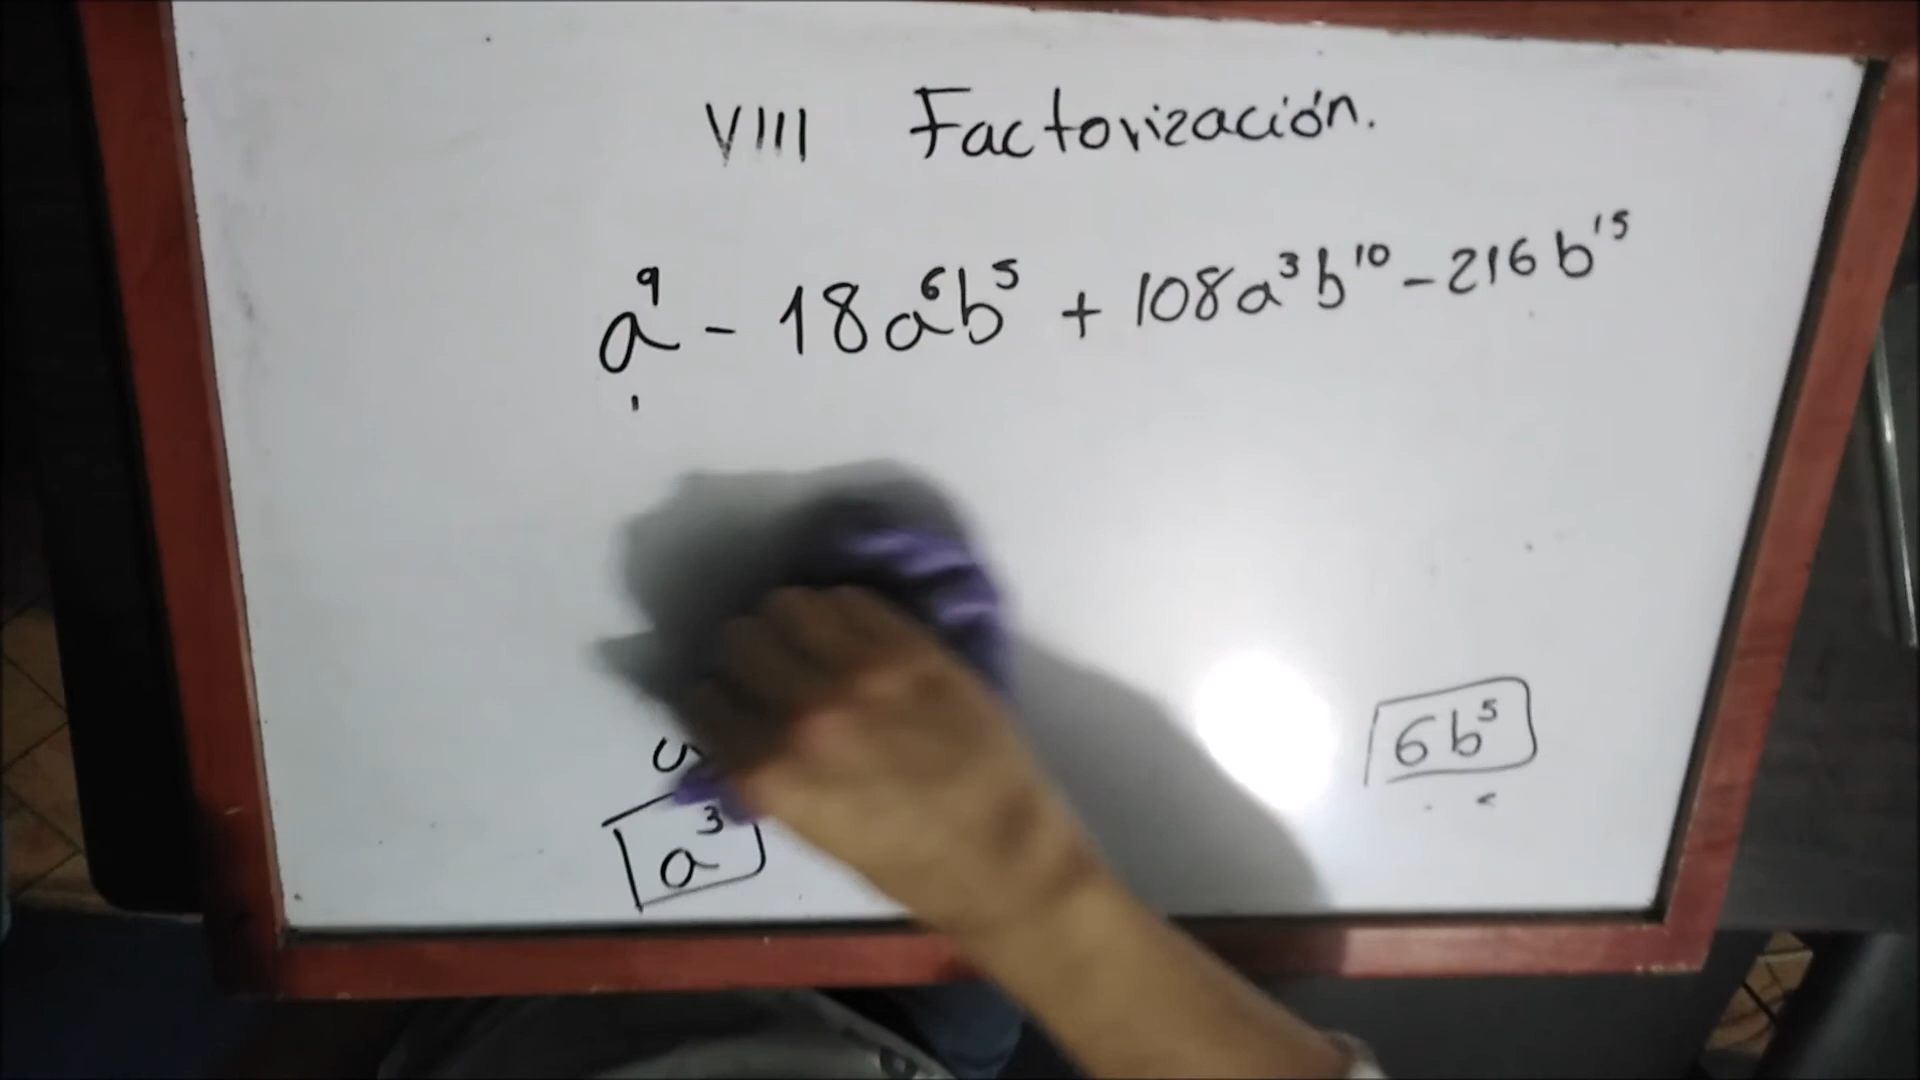 VIII Factorización.
a⁹ - 18a⁶b⁵ + 108a³b¹⁰ - 216b¹⁵
6b⁵
a³